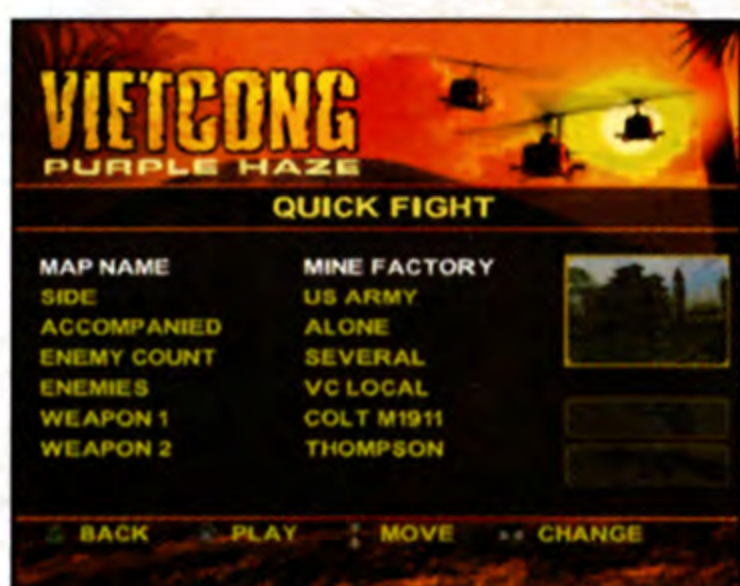 VIETCONG
PURPLE HAZE
QUICK FIGHT
MAP NAME MINE FACTORY
SIDE US ARMY
ACCOMPANIED ALONE
ENEMY COUNT SEVERAL
ENEMIES VC LOCAL
WEAPON 1 COLT M1911
WEAPON 2 THOMPSON
BACK PLAY MOVE CHANGE